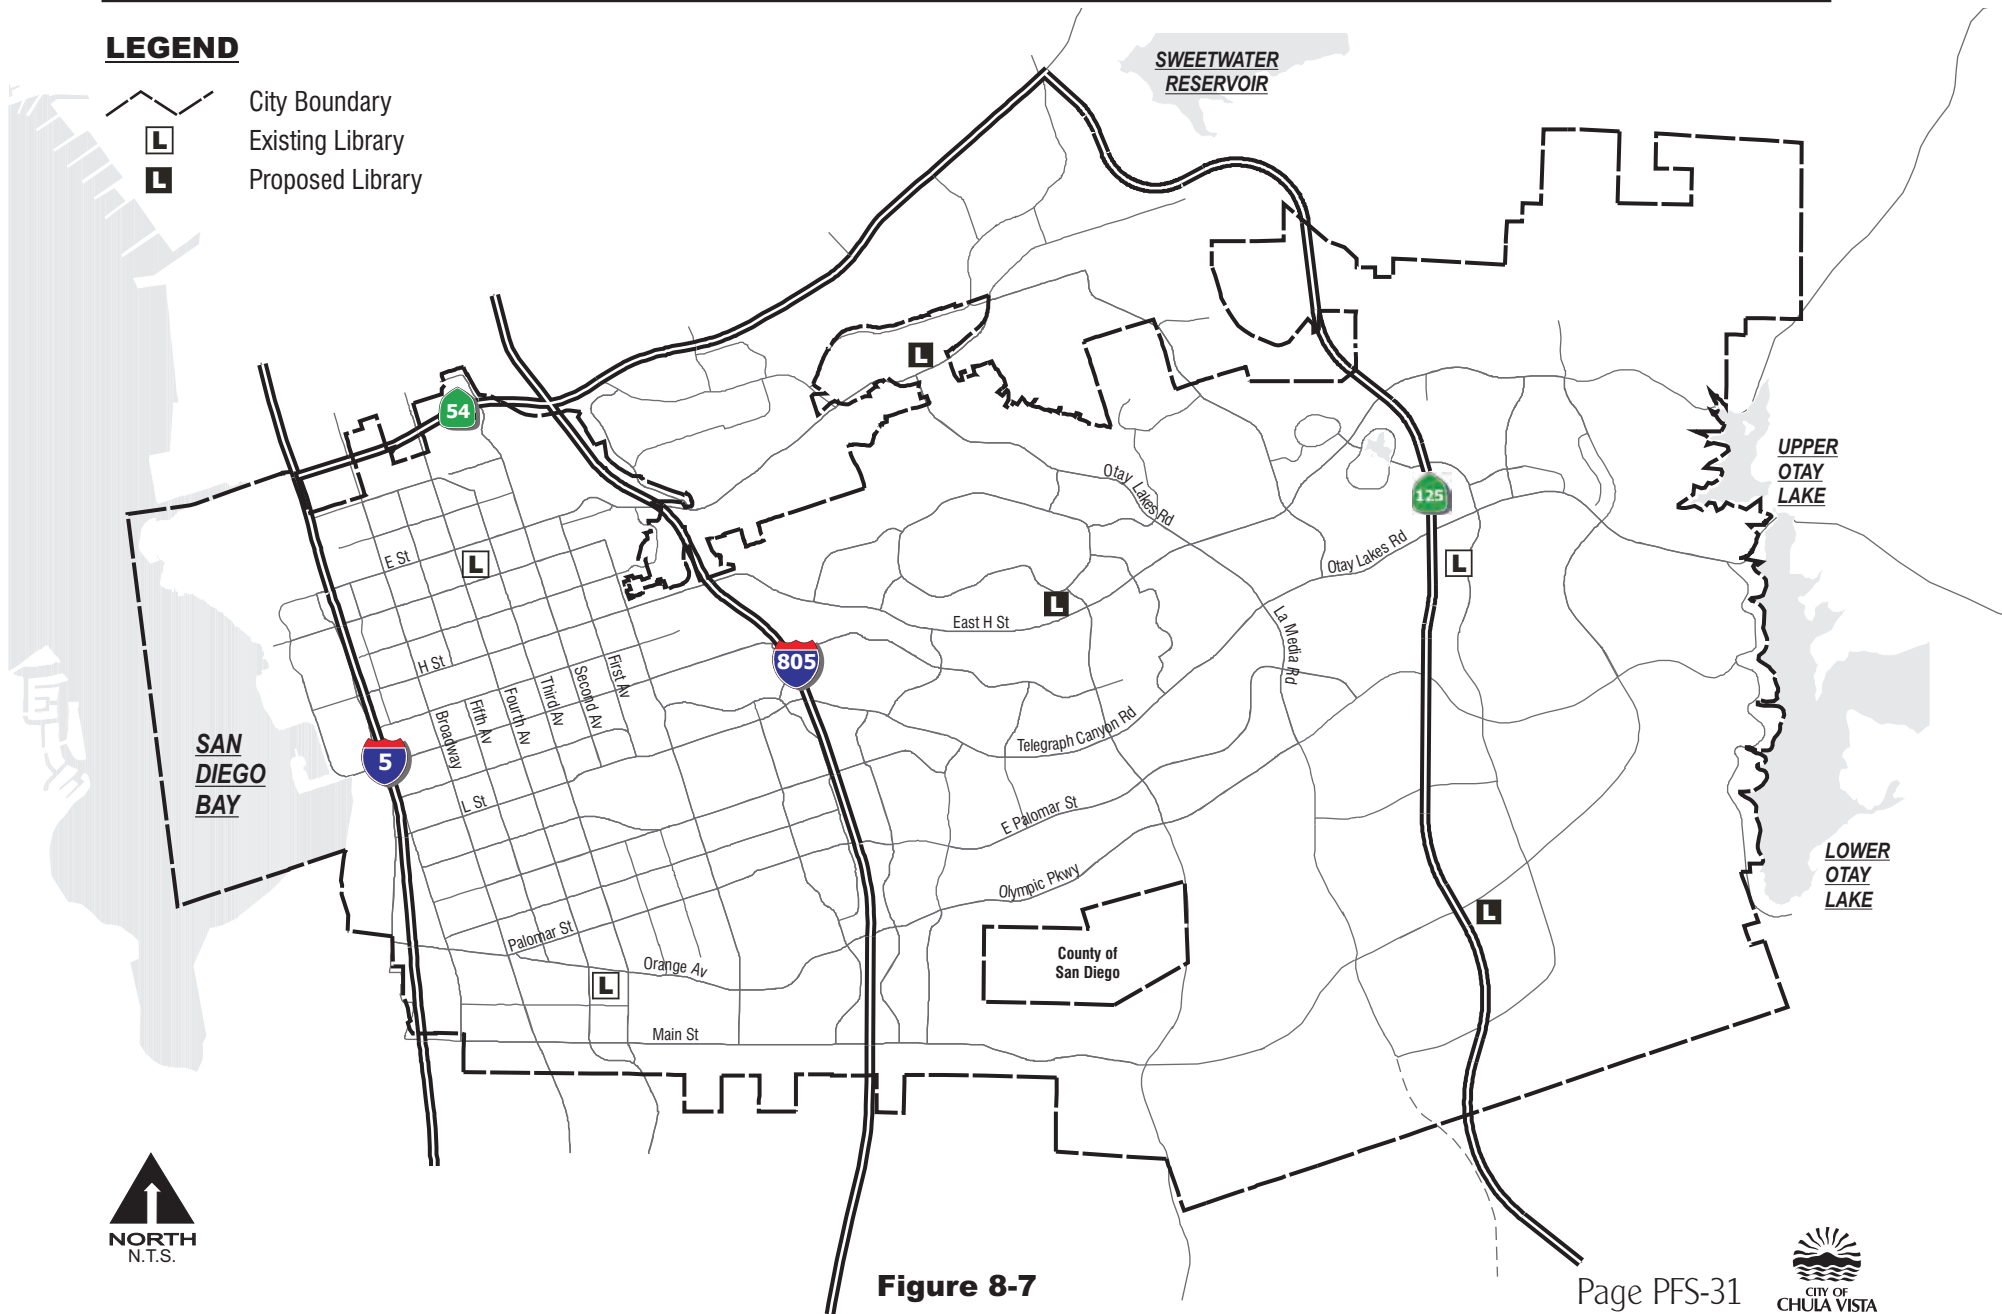 LEGEND
City Boundary
L
Existing Library
L
Proposed Library
SWEETWATER
RESERVOIR
L
54
UPPER
OTAY
LAKE
Otay Lakes Rd
125
Otay Lakes Rd
E St
L
L
L
East H St
La Media Rd
H St
805
First Av
Second Av
Third Av
Fourth Av
Fifth Av
Broadway
SAN
DIEGO
BAY
5
Telegraph Canyon Rd
L St
E Palomar St
LOWER
OTAY
LAKE
Olympic Pkwy
L
Palomar St
County of
San Diego
Orange Av
L
Main St
NORTH
N.T.S.
Figure 8-7
Page PFS-31
CITY OF
CHULA VISTA